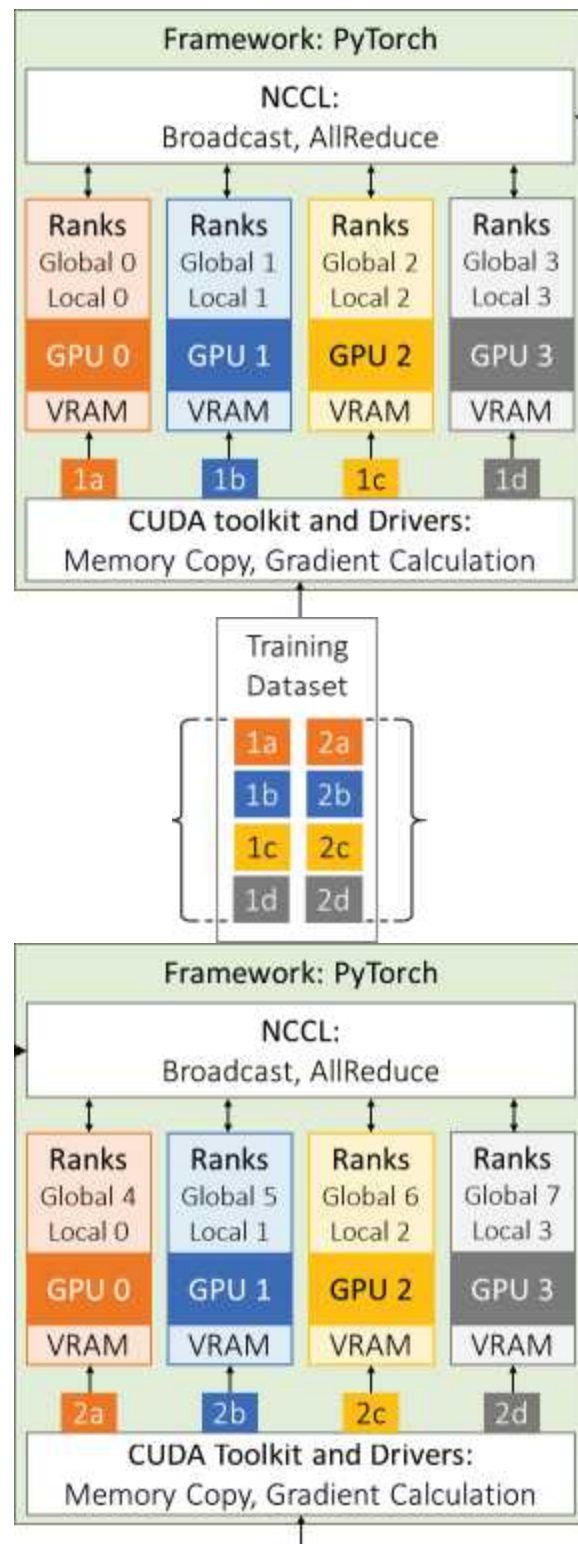 Framework: PyTorch
NCCL:
Broadcast, AllReduce
Ranks Ranks Ranks Ranks
Global 0 Global 1 Global 2 Global 3
Local 0 Local 1 Local 2 Local 3
GPU 0 GPU 1 GPU 2 GPU 3
VRAM VRAM VRAM VRAM
1a 1b 1c 1d
CUDA toolkit and Drivers:
Memory Copy, Gradient Calculation
Training
Dataset
1a 2a
1b 2b
1c 2c
1d 2d
Framework: PyTorch
NCCL:
Broadcast, AllReduce
Ranks Ranks Ranks Ranks
Global 4 Global 5 Global 6 Global 7
Local 0 Local 1 Local 2 Local 3
GPU 0 GPU 1 GPU 2 GPU 3
VRAM VRAM VRAM VRAM
2a 2b 2c 2d
CUDA Toolkit and Drivers:
Memory Copy, Gradient Calculation